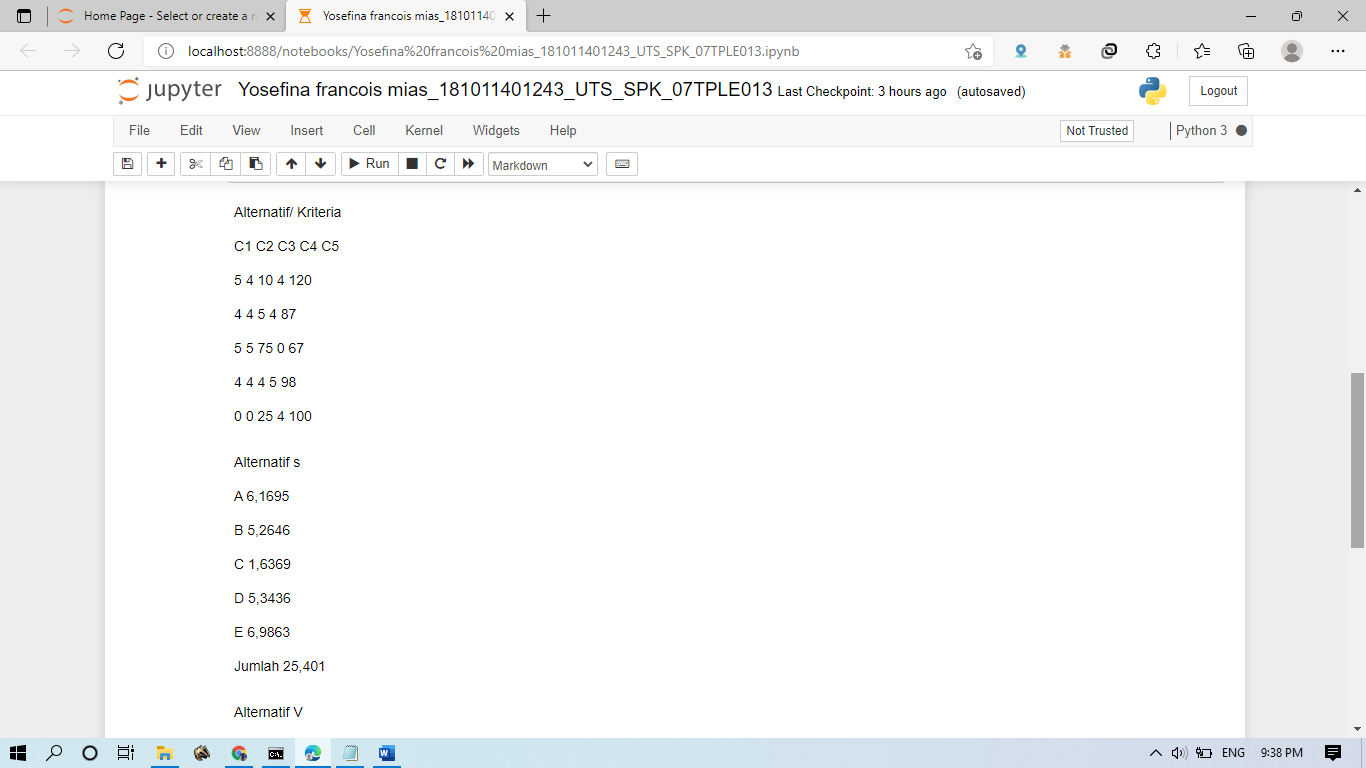 Home Page - Select or create a n
Yosefina francois mias_18101140
localhost:8888/notebooks/Yosefina%20francois%20mias_181011401243_UTS_SPK_07TPLE013.ipynb
jupyter Yosefina francois mias_181011401243_UTS_SPK_07TPLE013 Last Checkpoint: 3 hours ago (autosaved)
Logout
File Edit View Insert Cell Kernel Widgets Help
Not Trusted
Python 3
Run
Markdown
Alternatif/ Kriteria
C1 C2 C3 C4 C5
5 4 10 4 120
4 4 5 4 87
5 5 75 0 67
4 4 4 5 98
0 0 25 4 100
Alternatif s
A 6,1695
B 5,2646
C 1,6369
D 5,3436
E 6,9863
Jumlah 25,401
Alternatif V
ENG
9:38 PM